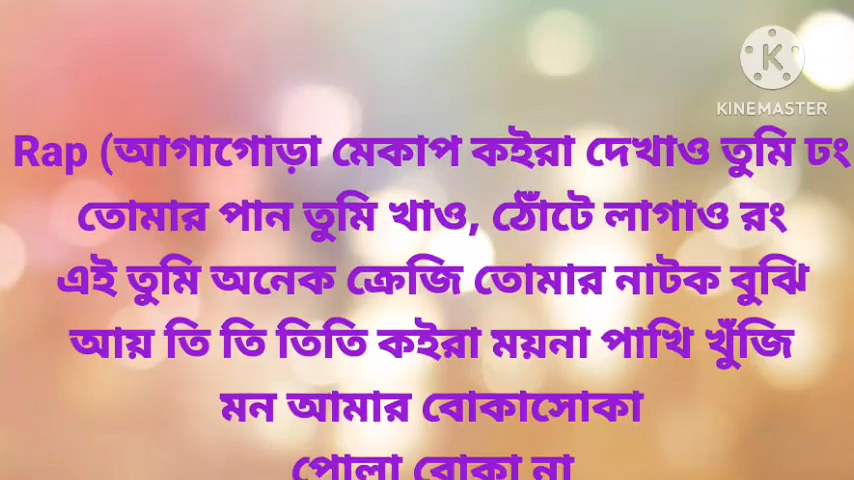 KINEMASTER
Rap (আগাগোড়া মেকাপ কইরা দেখাও তুমি ঢং
তোমার পান তুমি খাও, ঠোঁটে লাগাও রং
এই তুমি অনেক ক্রেজি তোমার নাটক বুঝি
আয় তি তি তিতি কইরা ময়না পাখি খুঁজি
মন আমার বোকাসোকা
পোলা বোকা না